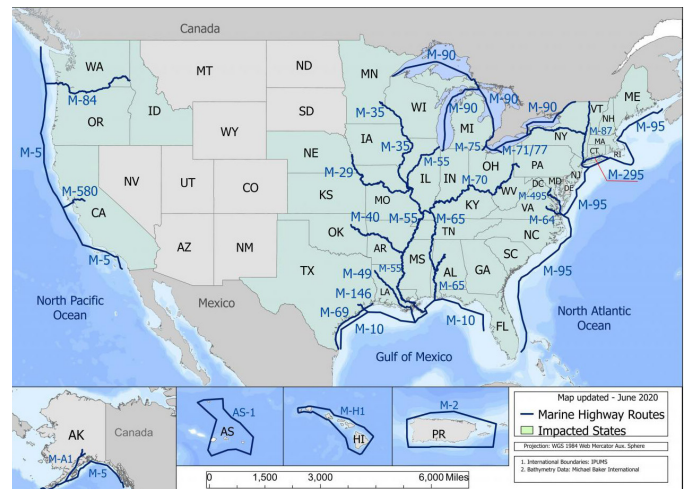 Canada
WA
MT
ND
MN
M-90
ME
M-84
OR
ID
SD
WI
M-90
M-90
M-90
VT
NH
M-87
MA
CT
RI
M-95
M-35
MI
NY
WY
IA
M-35
M-75
M-71/77
M-5
NE
M-29
M-55
IL
IN
OH
M-70
PA
NJ
M-295
NV
UT
CO
KS
MO
WV
DC
MD
DE
M-495
VA
M-64
M-95
M-580
CA
M-40
M-55
M-65
KY
NC
AZ
NM
OK
AR
TN
SC
M-5
TX
M-49
M-55
MS
AL
GA
M-95
M-146
LA
M-65
M-69
M-10
M-10
FL
North Pacific
Ocean
Mexico
Gulf of Mexico
North Atlantic
Ocean
AK
Canada
M-A1
M-5
AS-1
AS
M-H1
HI
M-2
PR
Map updated - June 2020
Marine Highway Routes
Impacted States
Projection: WGS 1984 Web Mercator Aux. Sphere
1. International Boundaries: IPUMS
2. Bathymetry Data: Michael Baker International
0 1,500 3,000 6,000 Miles